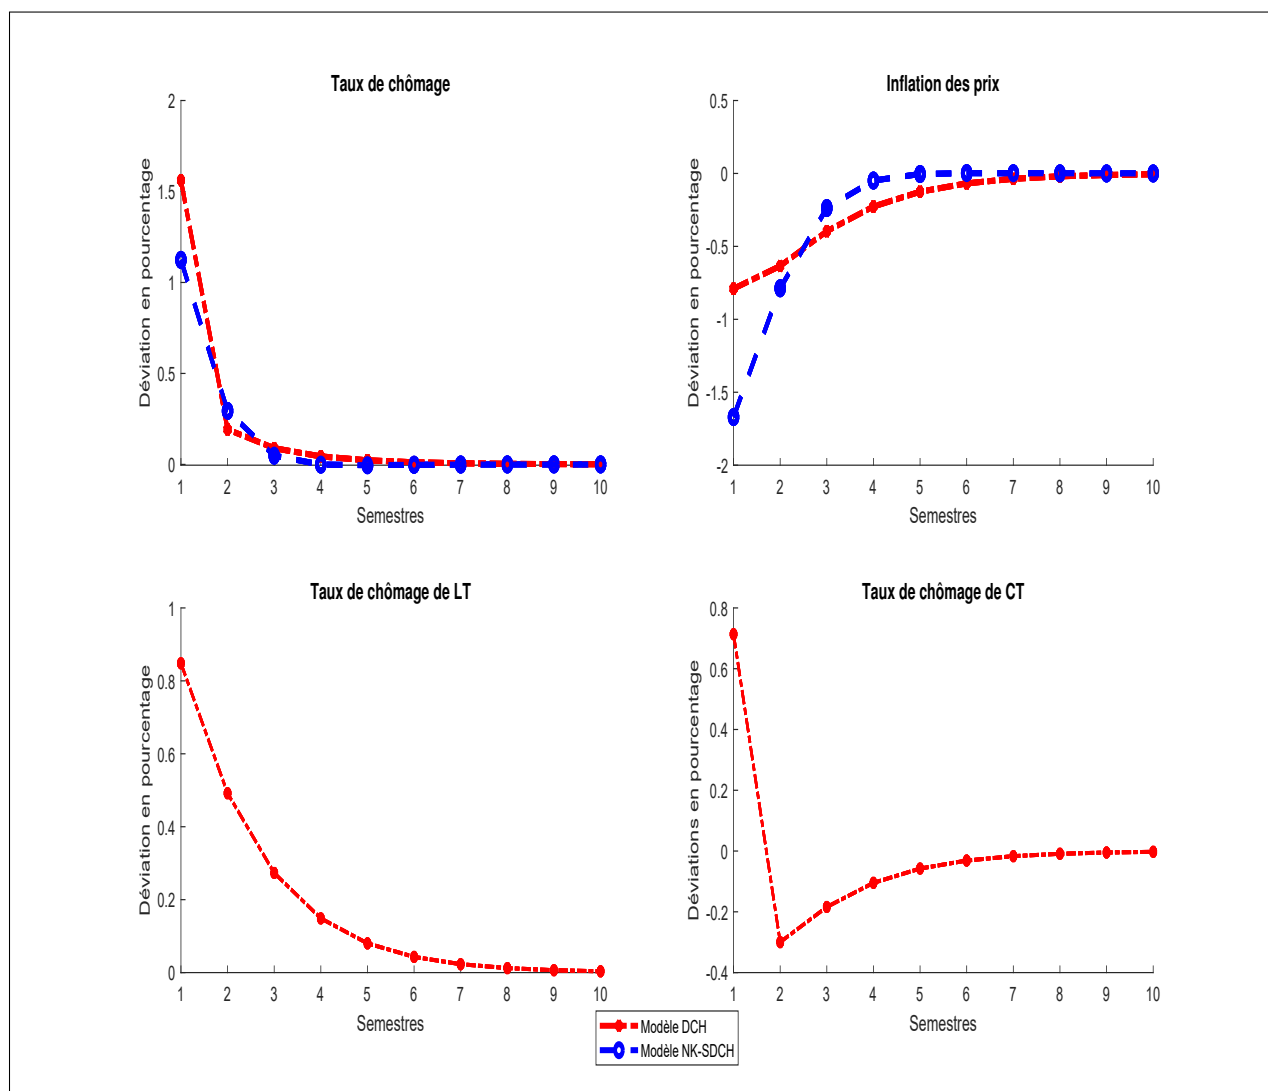 Taux de chômage
Déviation en pourcentage
2
1.5
1
0.5
0
1 2 3 4 5 6 7 8 9 10
Semestres
Inflation des prix
Déviation en pourcentage
0.5
0
-0.5
-1
-1.5
-2
1 2 3 4 5 6 7 8 9 10
Semestres
Taux de chômage de LT
Déviation en pourcentage
1
0.8
0.6
0.4
0.2
0
1 2 3 4 5 6 7 8 9 10
Semestres
Taux de chômage de CT
Déviations en pourcentage
0.8
0.6
0.4
0.2
0
-0.2
-0.4
1 2 3 4 5 6 7 8 9 10
Semestres
Modèle DCH
Modèle NK-SDCH